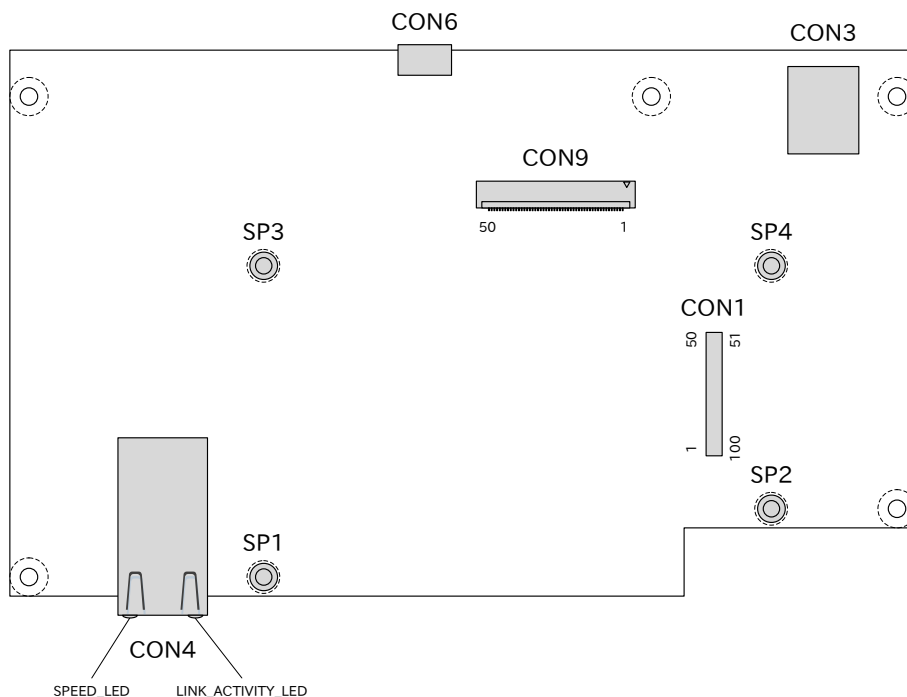 CON6
CON3
CON9
50 1
SP3
SP4
CON1
50 51
1 100
SP2
SP1
CON4
SPEED_LED LINK_ACTIVITY_LED